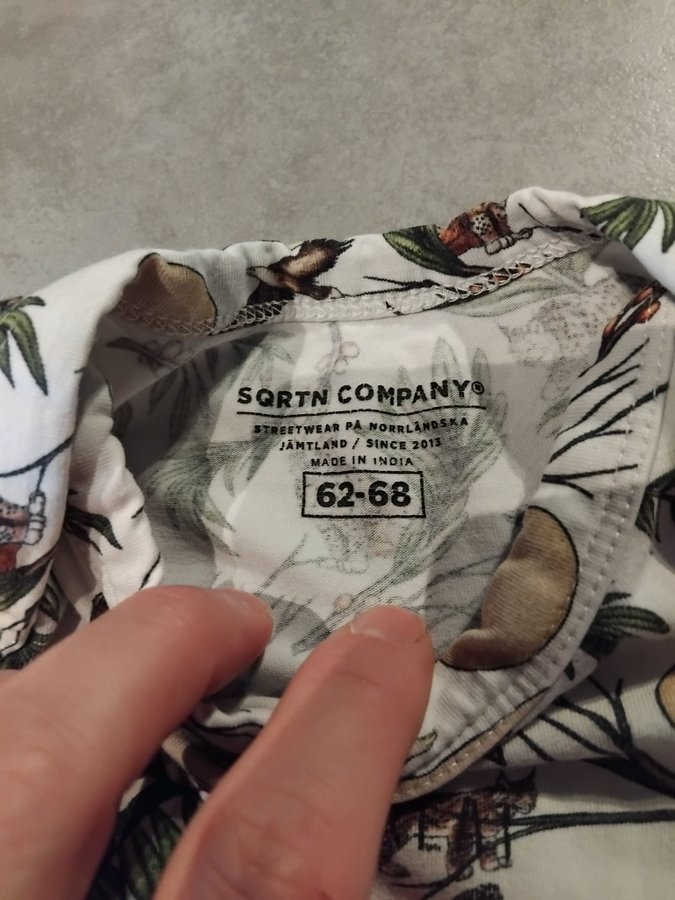 SQRTN COMPANY®
STREETWEAR PÅ NORRLÄNDSKA
JÄMTLAND / SINCE 2013
MADE IN INDIA
62-68